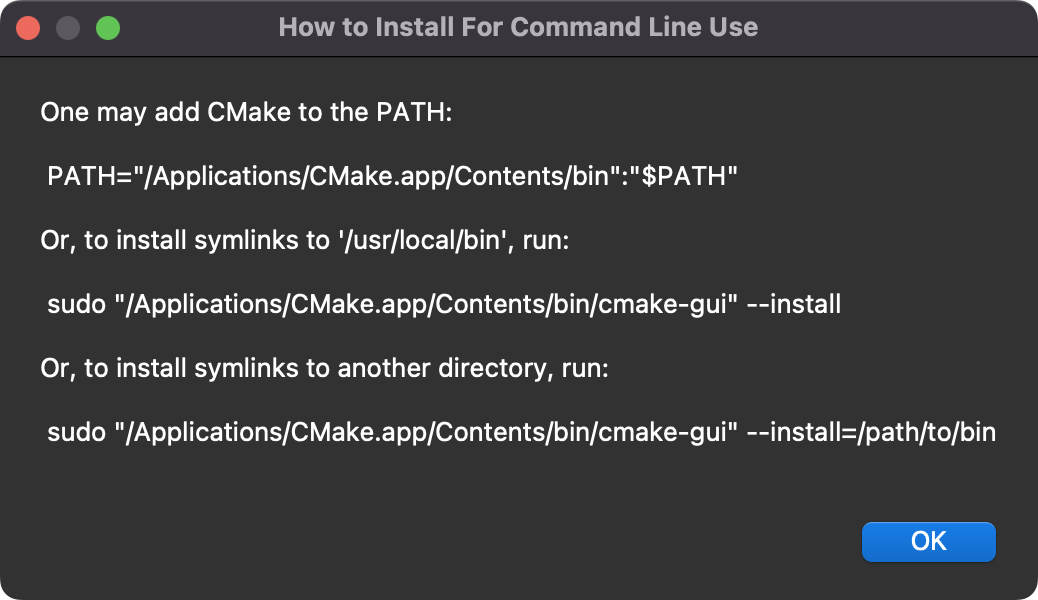 How to Install For Command Line Use
One may add CMake to the PATH:
PATH="/Applications/CMake.app/Contents/bin":"$PATH"
Or, to install symlinks to '/usr/local/bin', run:
sudo "/Applications/CMake.app/Contents/bin/cmake-gui" --install
Or, to install symlinks to another directory, run:
sudo "/Applications/CMake.app/Contents/bin/cmake-gui" --install=/path/to/bin
OK